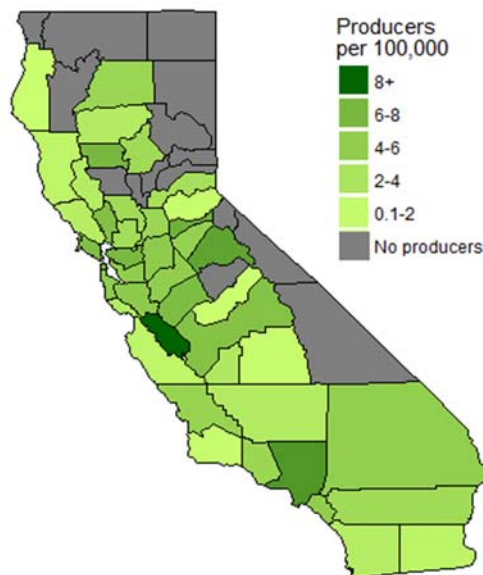 Producers
per 100,000
8+
6-8
4-6
2-4
0.1-2
No producers